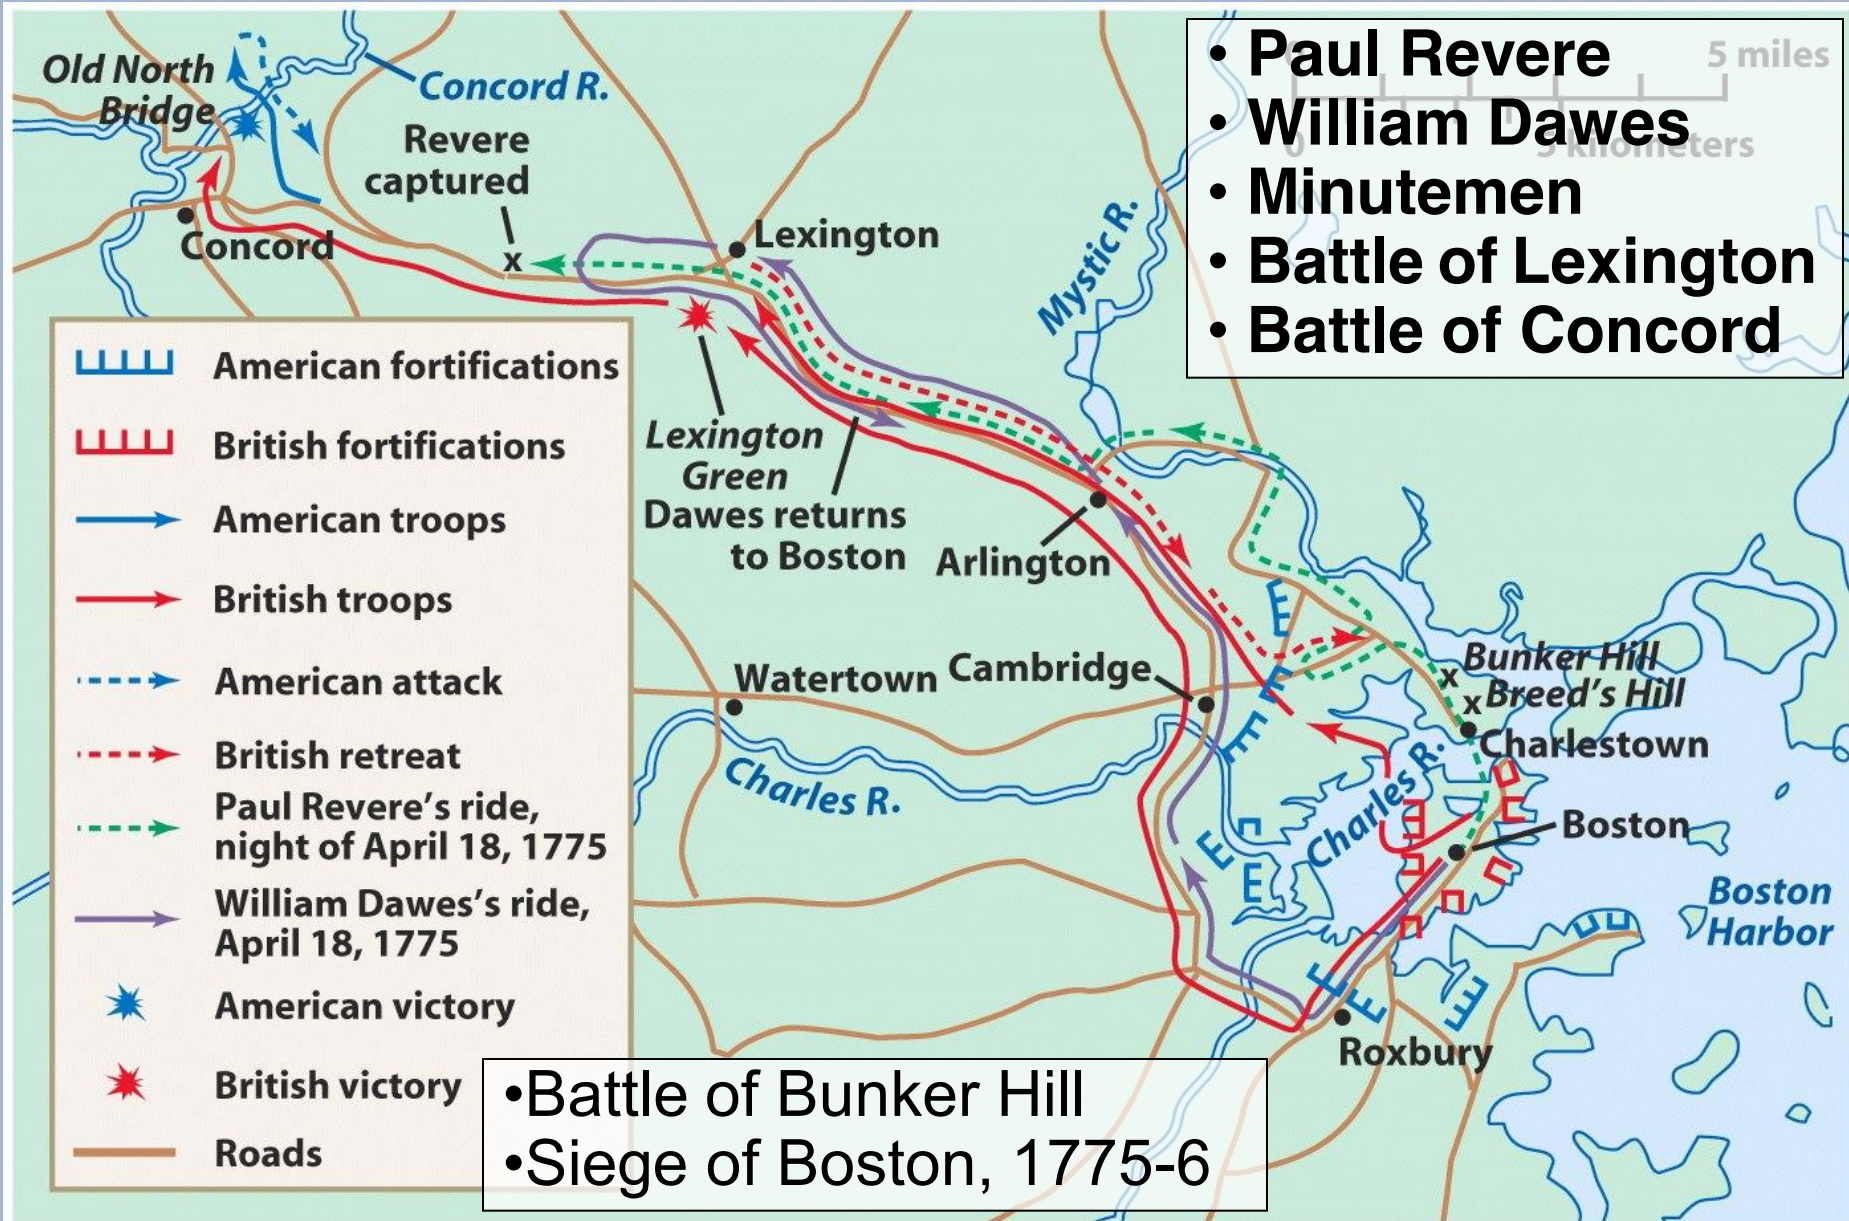 Old North
Bridge
Concord R.
Revere
captured
x
Concord
Lexington
Mystic R.
• Paul Revere
• William Dawes
• Minutemen
• Battle of Lexington
• Battle of Concord
0
5 miles
0
5 kilometers
Lexington
Green
Dawes returns
to Boston
Arlington
Watertown
Cambridge
Charles R.
Charles R.
x Bunker Hill
x Breed's Hill
Charlestown
Boston
Boston
Harbor
Roxbury
American fortifications
British fortifications
American troops
British troops
American attack
British retreat
Paul Revere's ride,
night of April 18, 1775
William Dawes's ride,
April 18, 1775
American victory
British victory
Roads
•Battle of Bunker Hill
•Siege of Boston, 1775-6